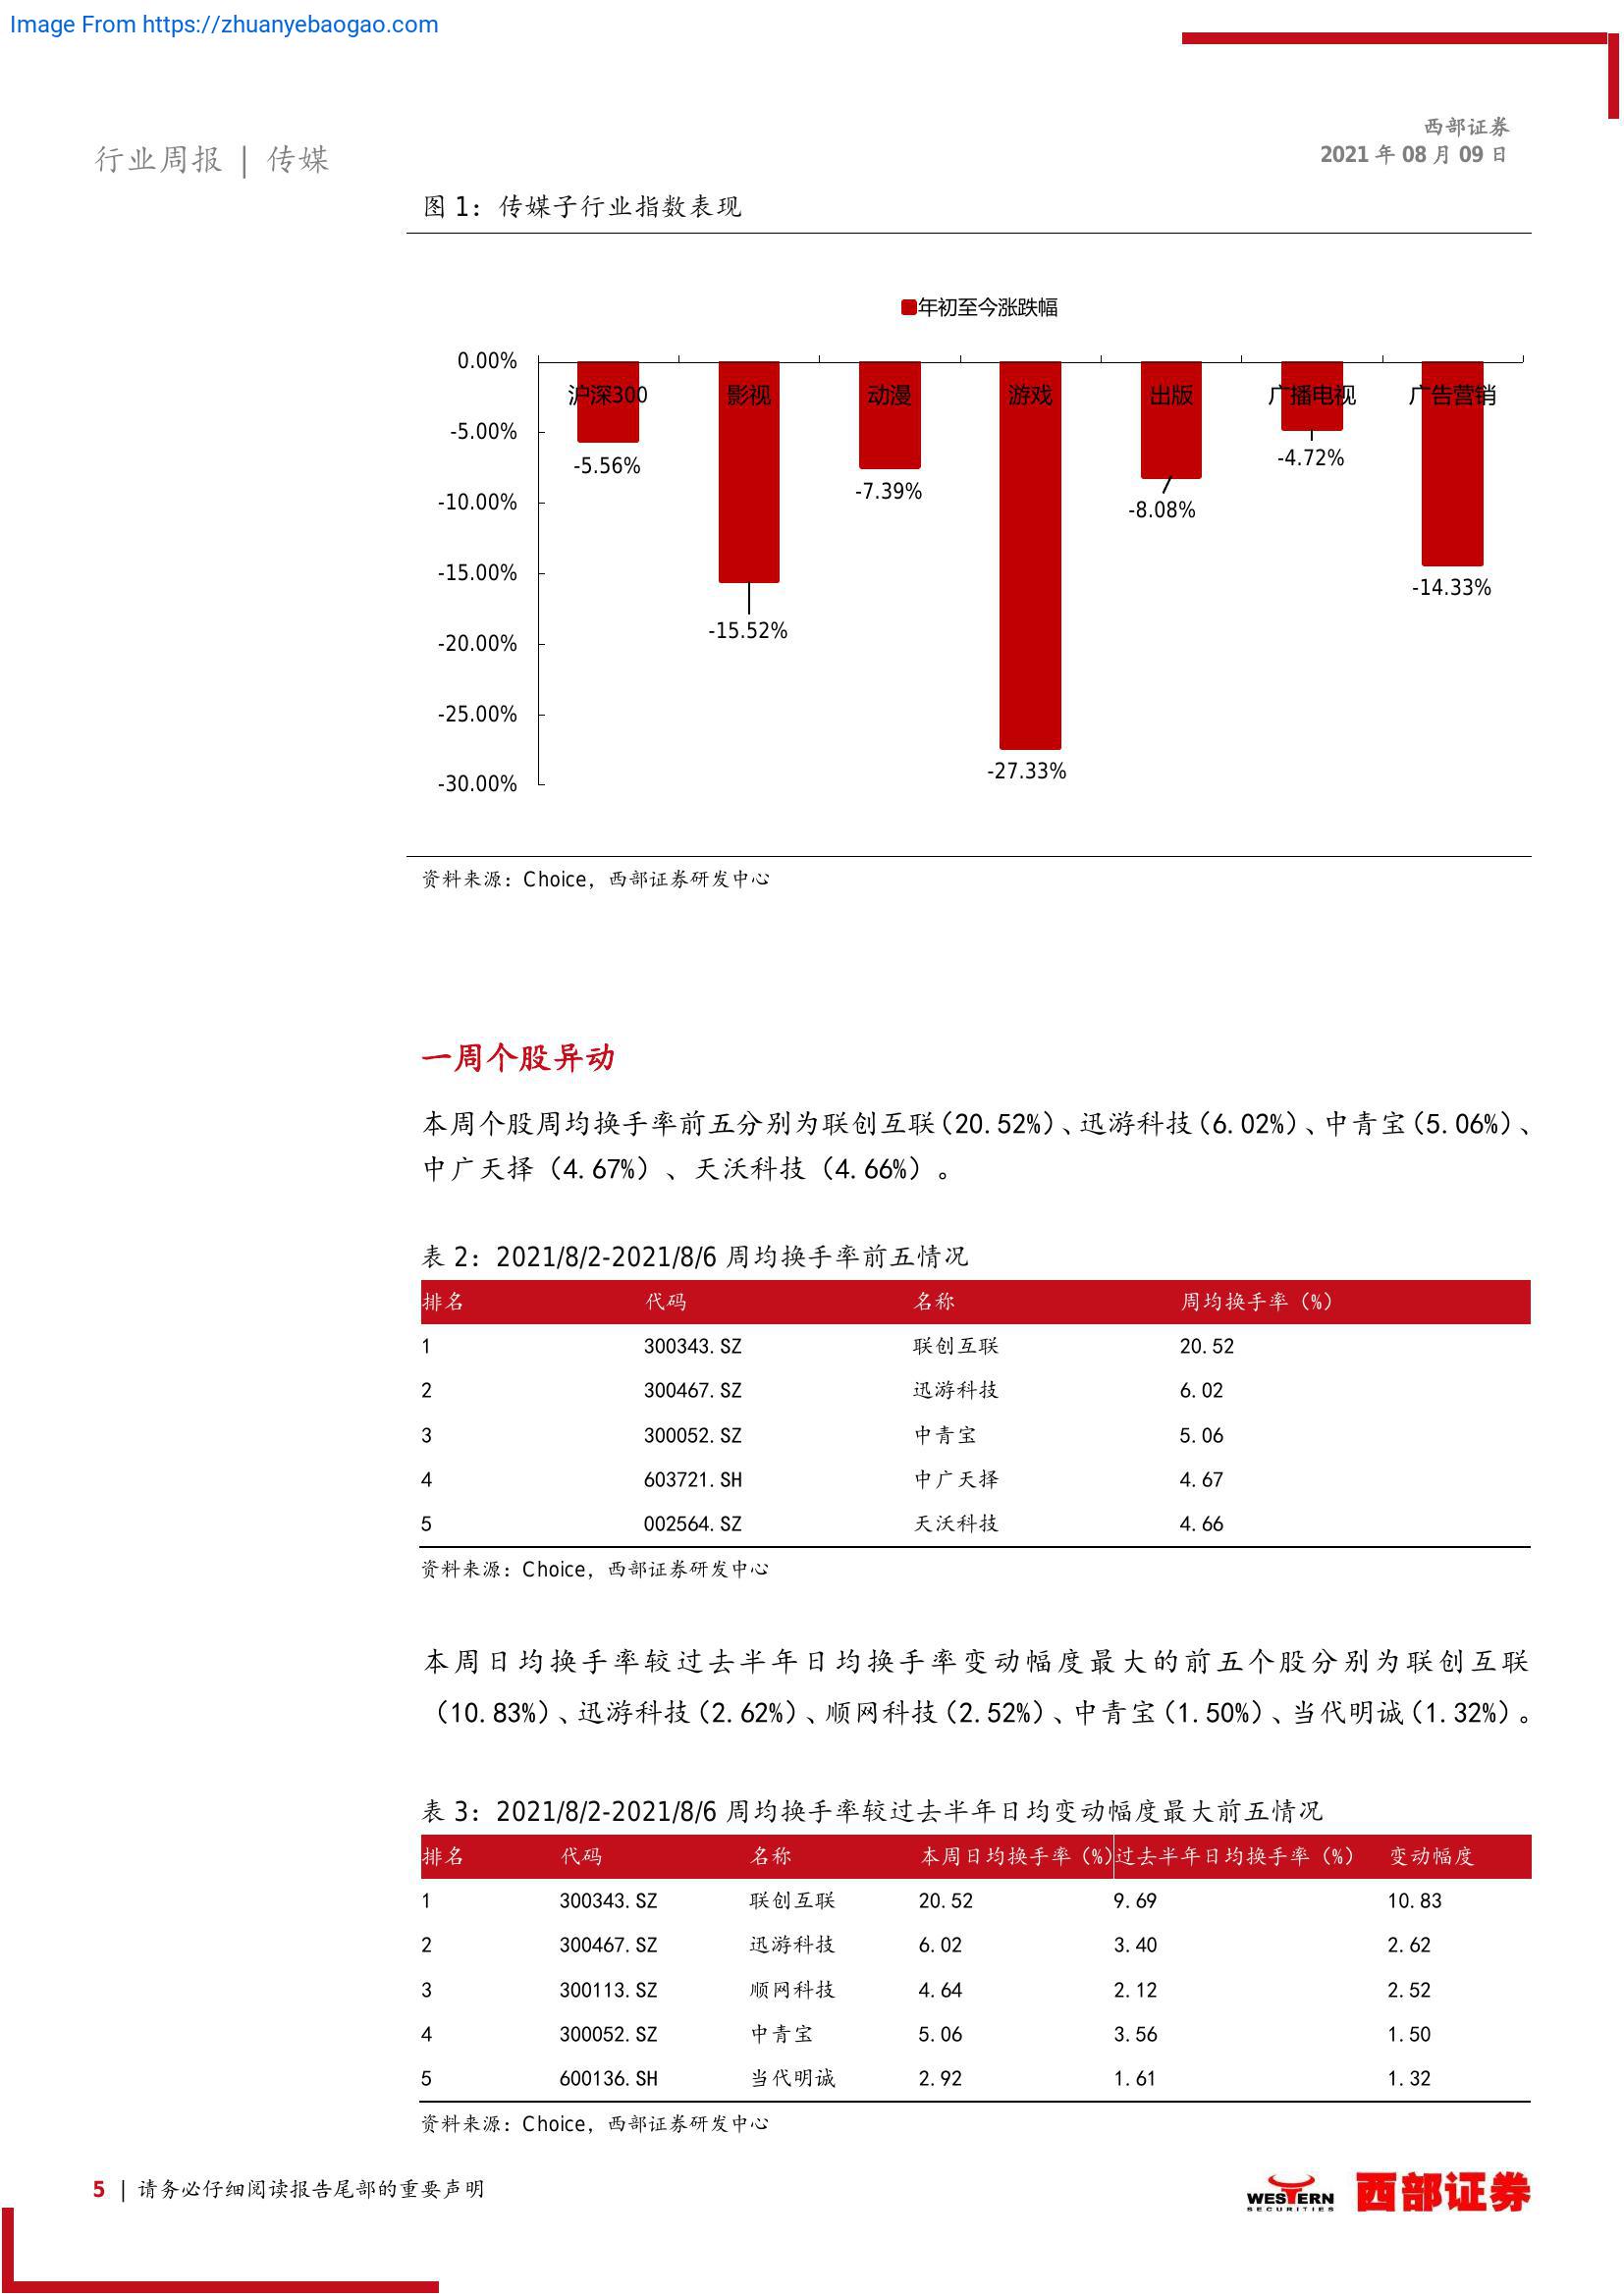 Image From https://zhuanyebaogao.com
西部证券
2021 年 08 月 09 日
行业周报 | 传媒
图 1：传媒子行业指数表现
年初至今涨跌幅
0.00%
-5.00%
-10.00%
-15.00%
-20.00%
-25.00%
-30.00%
沪深300 影视 动漫 游戏 出版 广播电视 广告营销
-5.56% -15.52% -7.39% -27.33% -8.08% -4.72% -14.33%
资料来源：Choice，西部证券研发中心
一周个股异动
本周个股周均换手率前五分别为联创互联（20.52%）、迅游科技（6.02%）、中青宝（5.06%）、
中广天择（4.67%）、天沃科技（4.66%）。
表 2：2021/8/2-2021/8/6 周均换手率前五情况
排名 代码 名称 周均换手率（%）
1 300343.SZ 联创互联 20.52
2 300467.SZ 迅游科技 6.02
3 300052.SZ 中青宝 5.06
4 603721.SH 中广天择 4.67
5 002564.SZ 天沃科技 4.66
资料来源：Choice，西部证券研发中心
本周日均换手率较过去半年日均换手率变动幅度最大的前五个股分别为联创互联
（10.83%）、迅游科技（2.62%）、顺网科技（2.52%）、中青宝（1.50%）、当代明诚（1.32%）。
表 3：2021/8/2-2021/8/6 周均换手率较过去半年日均变动幅度最大前五情况
排名 代码 名称 本周日均换手率（%） 过去半年日均换手率（%） 变动幅度
1 300343.SZ 联创互联 20.52 9.69 10.83
2 300467.SZ 迅游科技 6.02 3.40 2.62
3 300113.SZ 顺网科技 4.64 2.12 2.52
4 300052.SZ 中青宝 5.06 3.56 1.50
5 600136.SH 当代明诚 2.92 1.61 1.32
资料来源：Choice，西部证券研发中心
5 | 请务必仔细阅读报告尾部的重要声明
WESTERN
SECURITIES
西部证券